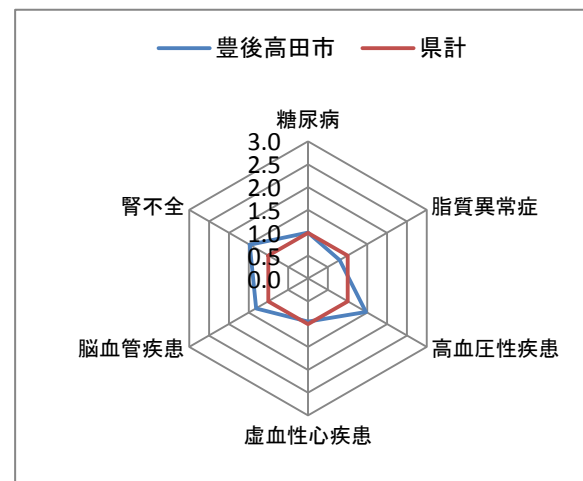 豊後高田市 県計
糖尿病
3.0
2.5
2.0
1.5
1.0
0.5
0.0
脂質異常症
高血圧性疾患
虚血性心疾患
脳血管疾患
腎不全